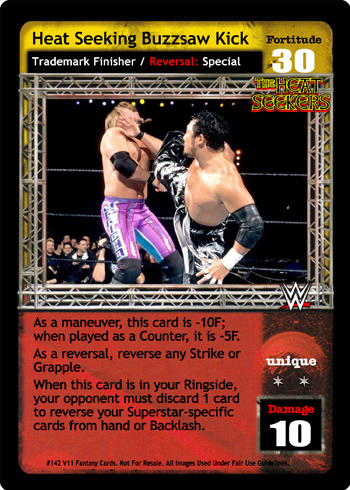 Heat Seeking Buzzsaw Kick
Fortitude
30
Trademark Finisher / Reversal: Special
THE HEAT
SEEKERS
W
As a maneuver, this card is -10F;
when played as a Counter, it is -5F.
As a reversal, reverse any Strike or
Grapple.
When this card is in your Ringside,
your opponent must discard 1 card
to reverse your Superstar-specific
cards from hand or Backlash.
unique
Damage
10
#142 V11 Fantasy Cards. Not For Resale. All Images Used Under Fair Use Guidelines.